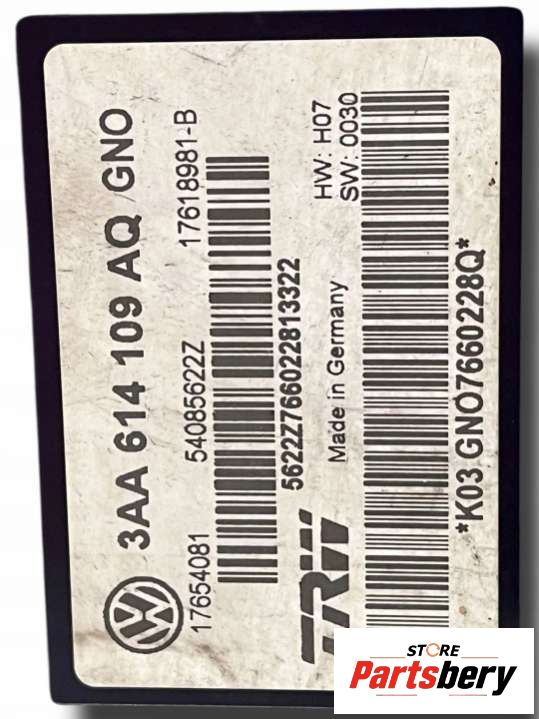 3AA 614 109 AQ GNO
17654081 54085622Z 17618981-B
5622Z766022813322
TRW Made in Germany HW: H07
SW: 0030
*K03 GNO7660228Q*
STORE
Partsbery